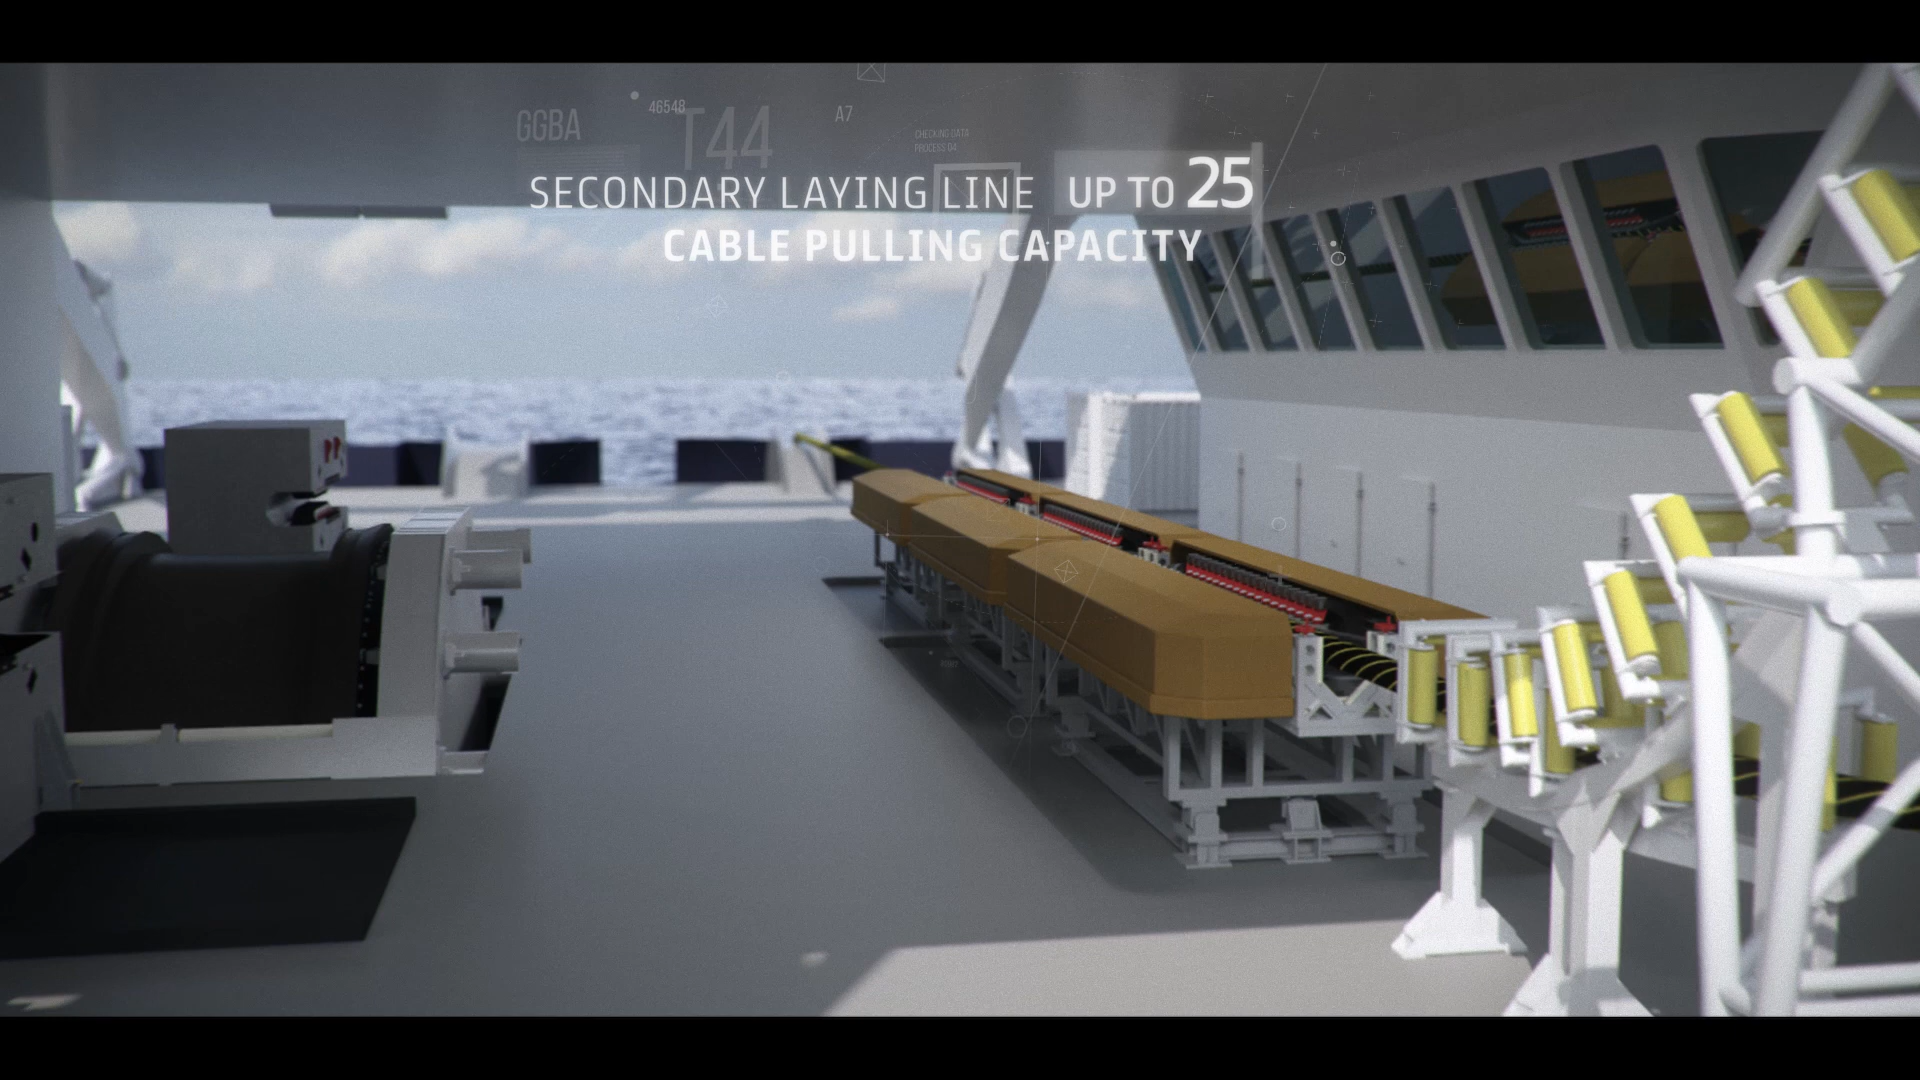 GGBA
46548
T44
A7
CHECKING DATA
PROCESS 04
SECONDARY LAYING LINE UP TO 25
CABLE PULLING CAPACITY